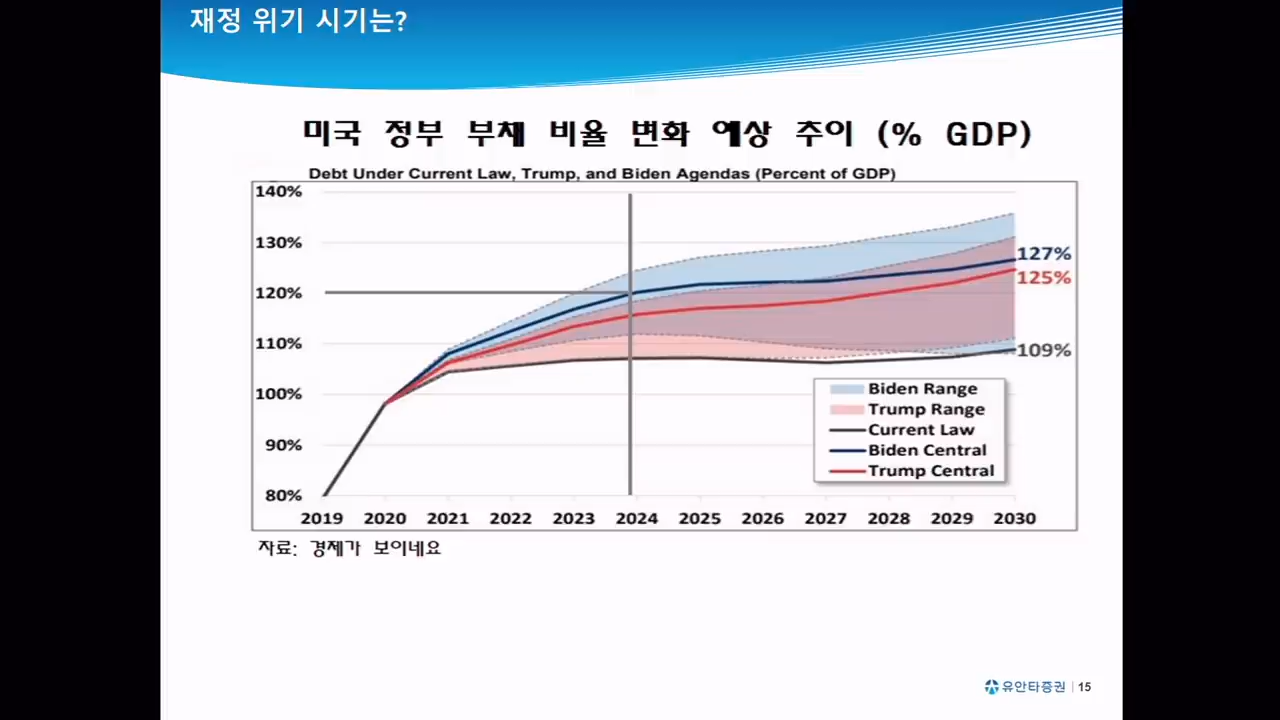 재정 위기 시기는?
미국 정부 부채 비율 변화 예상 추이 (% GDP)
Debt Under Current Law, Trump, and Biden Agendas (Percent of GDP)
140%
130%
120%
110%
100%
90%
80%
127%
125%
109%
Biden Range
Trump Range
Current Law
Biden Central
Trump Central
2019 2020 2021 2022 2023 2024 2025 2026 2027 2028 2029 2030
자료: 경제가 보이네요
유안타증권 | 15